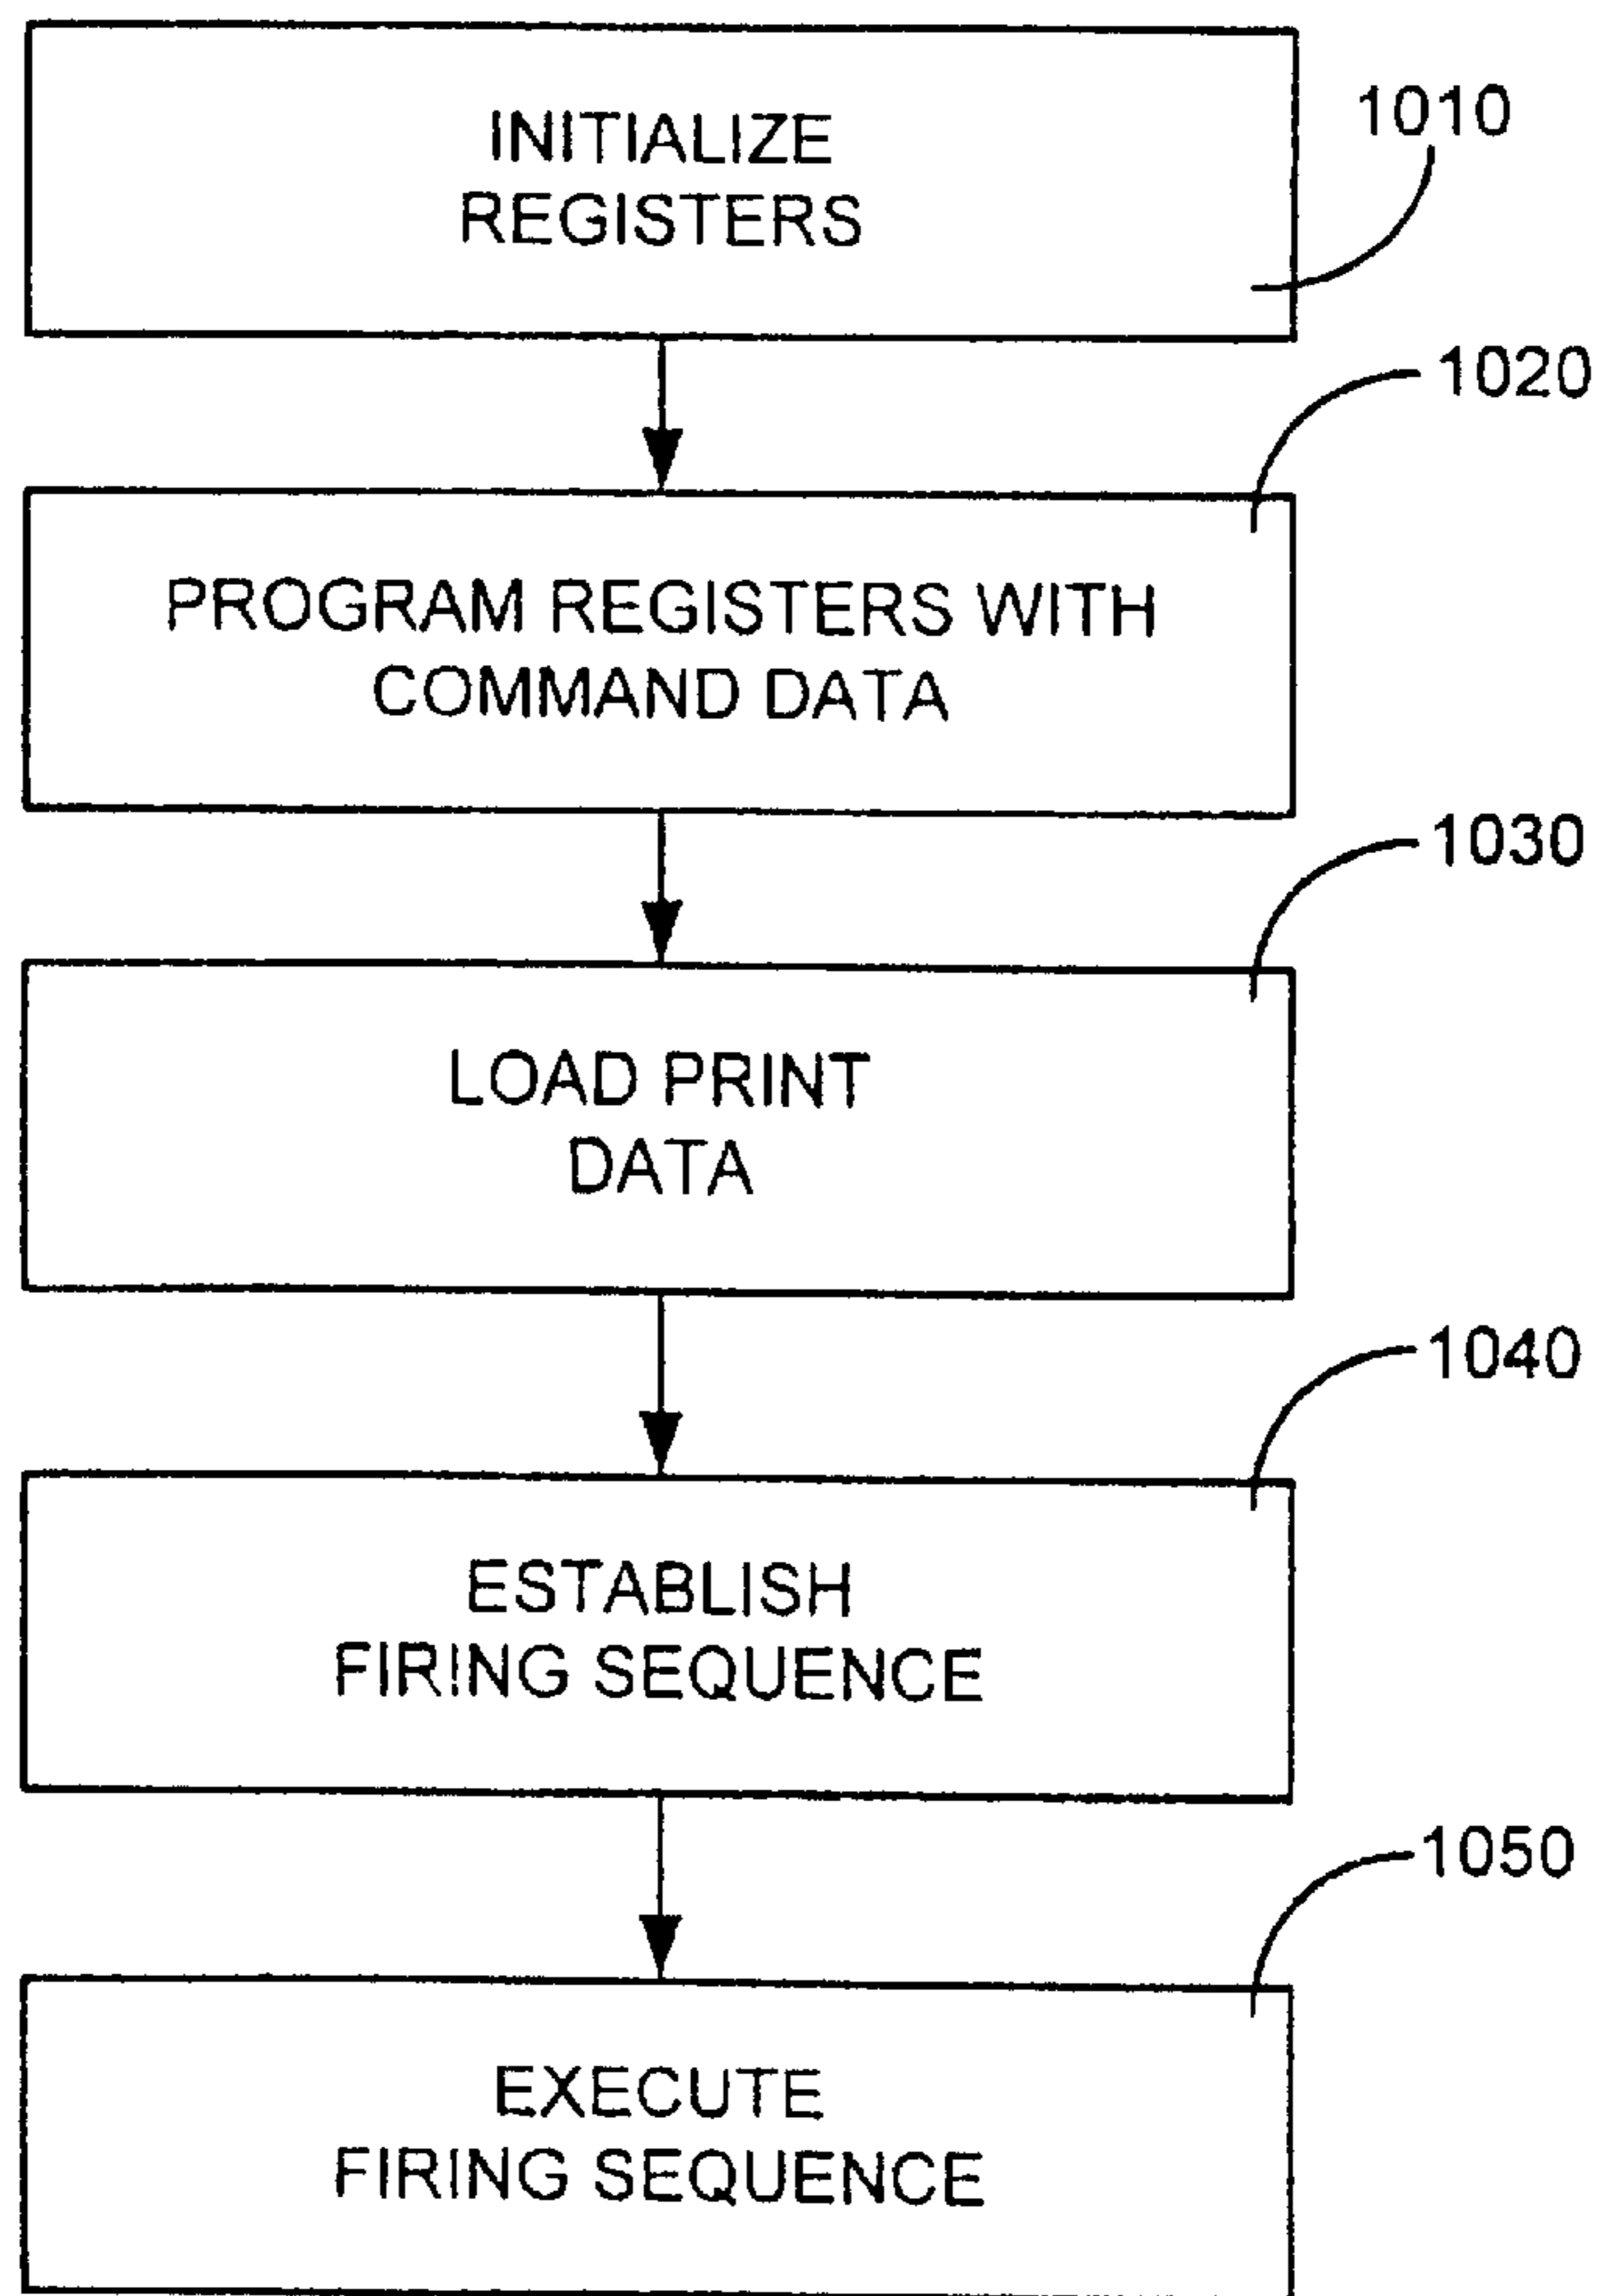 INITIALIZE
REGISTERS
1010
1020
PROGRAM REGISTERS WITH
COMMAND DATA
1030
LOAD PRINT
DATA
1040
ESTABLISH
FIRING SEQUENCE
1050
EXECUTE
FIRING SEQUENCE